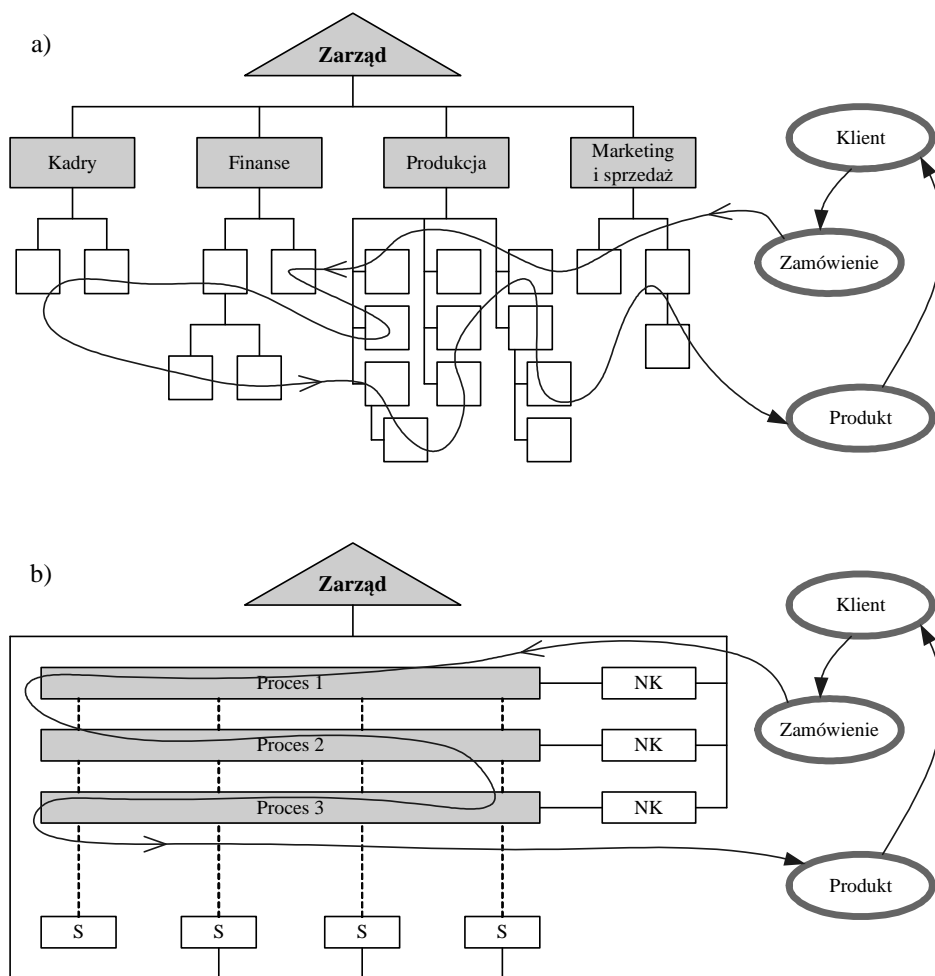 a)
Zarząd
Kadry
Finanse
Produkcja
Marketing
i sprzedaż
Klient
Zamówienie
Produkt
b)
Zarząd
Klient
Proces 1
NK
Zamówienie
Proces 2
NK
Proces 3
NK
Produkt
S
S
S
S